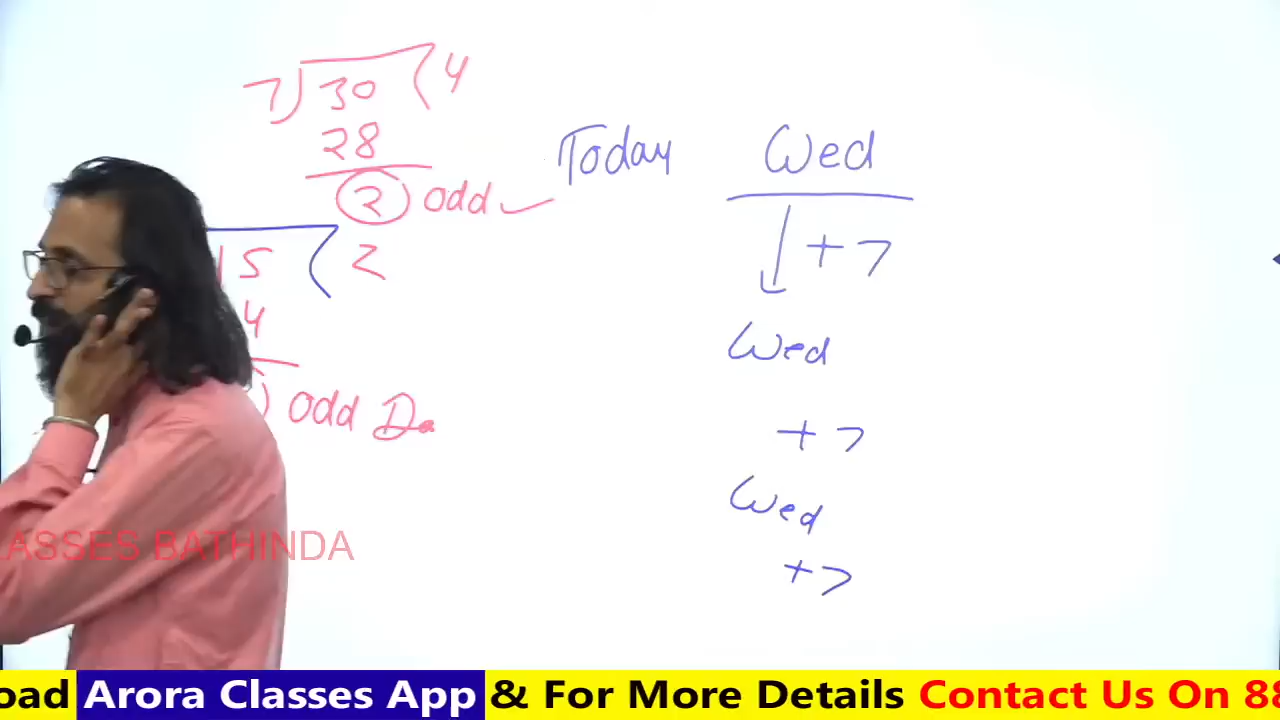 7) 30 ( 4
28
2 odd ✓
15 ( 2
4
odd Da
Today Wed
+7
Wed
+7
Wed
+7
LASSES BATHINDA
oad Arora Classes App & For More Details Contact Us On 88